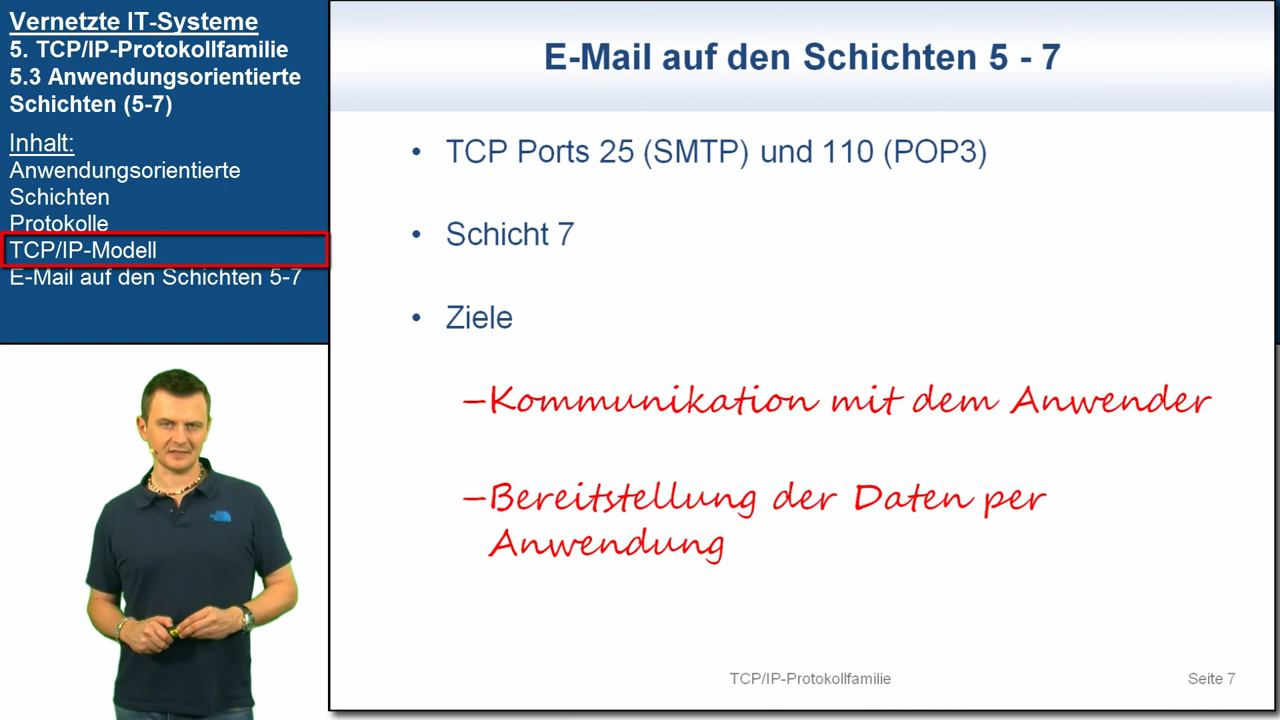 Vernetzte IT-Systeme
5. TCP/IP-Protokollfamilie
5.3 Anwendungsorientierte
Schichten (5-7)
Inhalt:
Anwendungsorientierte
Schichten
Protokolle
TCP/IP-Modell
E-Mail auf den Schichten 5-7
E-Mail auf den Schichten 5 - 7
• TCP Ports 25 (SMTP) und 110 (POP3)
• Schicht 7
• Ziele
–Kommunikation mit dem Anwender
–Bereitstellung der Daten per
Anwendung
TCP/IP-Protokollfamilie
Seite 7